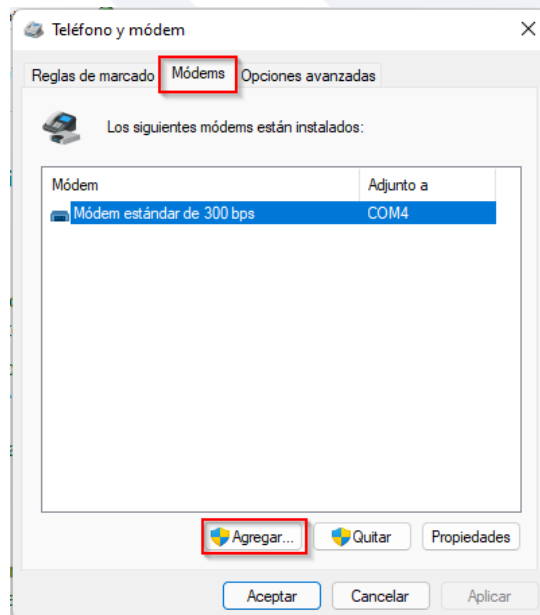 Teléfono y módem
Reglas de marcado Módems Opciones avanzadas
Los siguientes módems están instalados:
Módem Adjunto a
Módem estándar de 300 bps COM4
Agregar... Quitar Propiedades
Aceptar Cancelar Aplicar